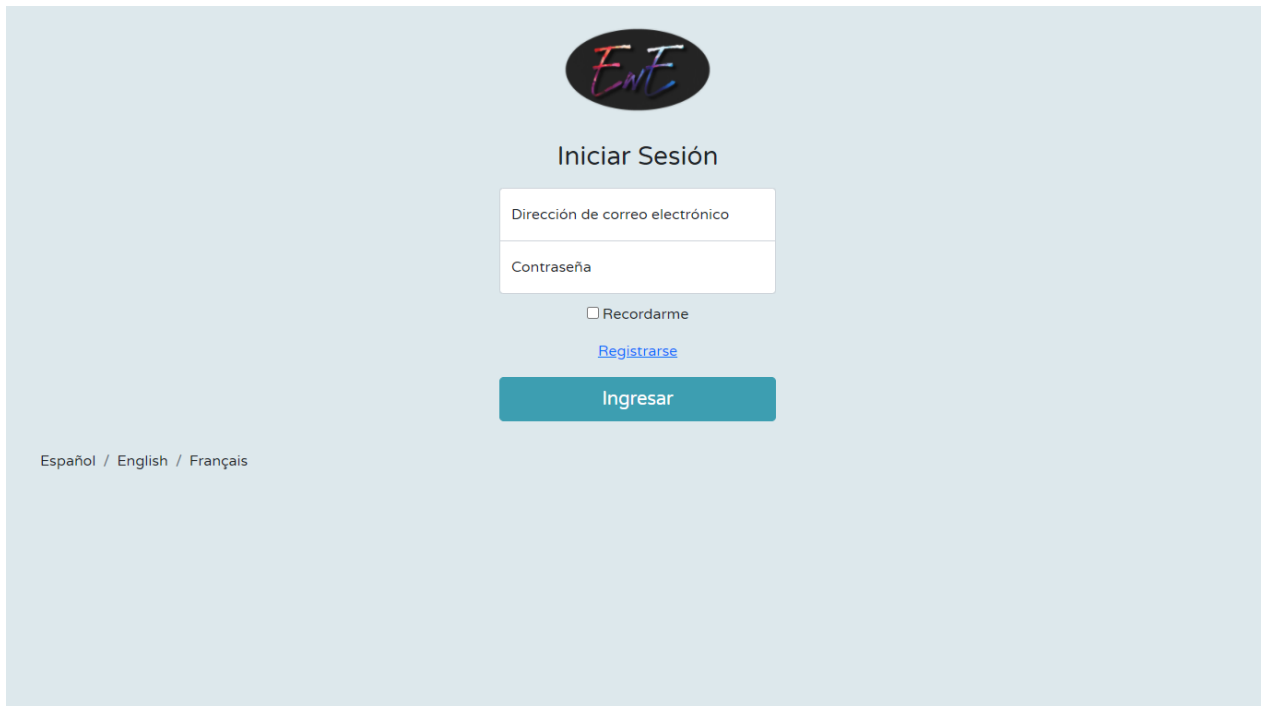 EwE
Iniciar Sesión
Dirección de correo electrónico
Contraseña
Recordarme
Registrarse
Ingresar
Español / English / Français